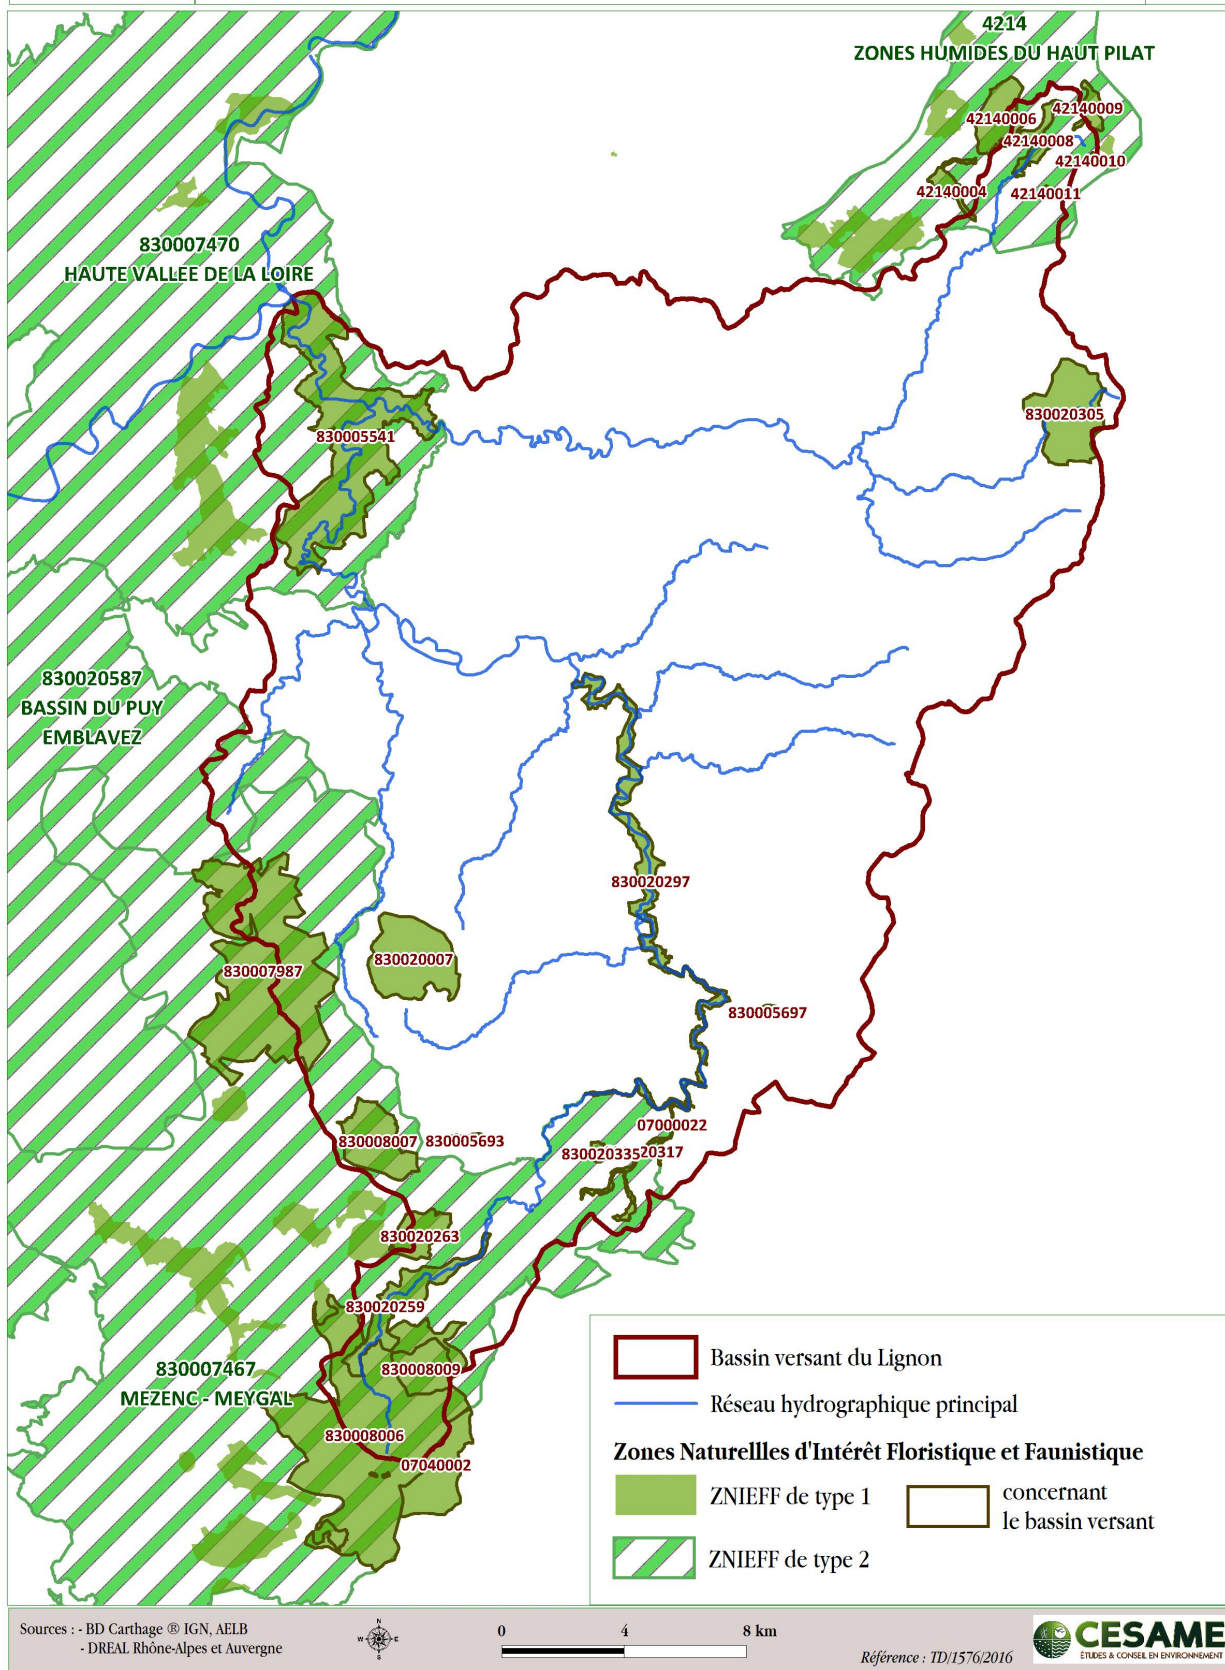 4214
ZONES HUMIDES DU HAUT PILAT
42140009
42140006
42140008
42140010
42140004
42140011
830007470
HAUTE VALLEE DE LA LOIRE
830020305
830005541
830020587
BASSIN DU PUY
EMBLAVEZ
830020297
830020007
830007987
830005697
07000022
830008007
830005693
830020335
20317
830020263
830020259
830007467
MEZENC - MEYGAL
830008009
830008006
07040002
Bassin versant du Lignon
Réseau hydrographique principal
Zones Naturellles d'Intérêt Floristique et Faunistique
ZNIEFF de type 1
concernant
le bassin versant
ZNIEFF de type 2
Sources : - BD Carthage ® IGN, AELB
- DREAL Rhône-Alpes et Auvergne
N
W E
S
0 4 8 km
Référence : TD/1576/2016
CESAME
ÉTUDES & CONSEIL EN ENVIRONNEMENT